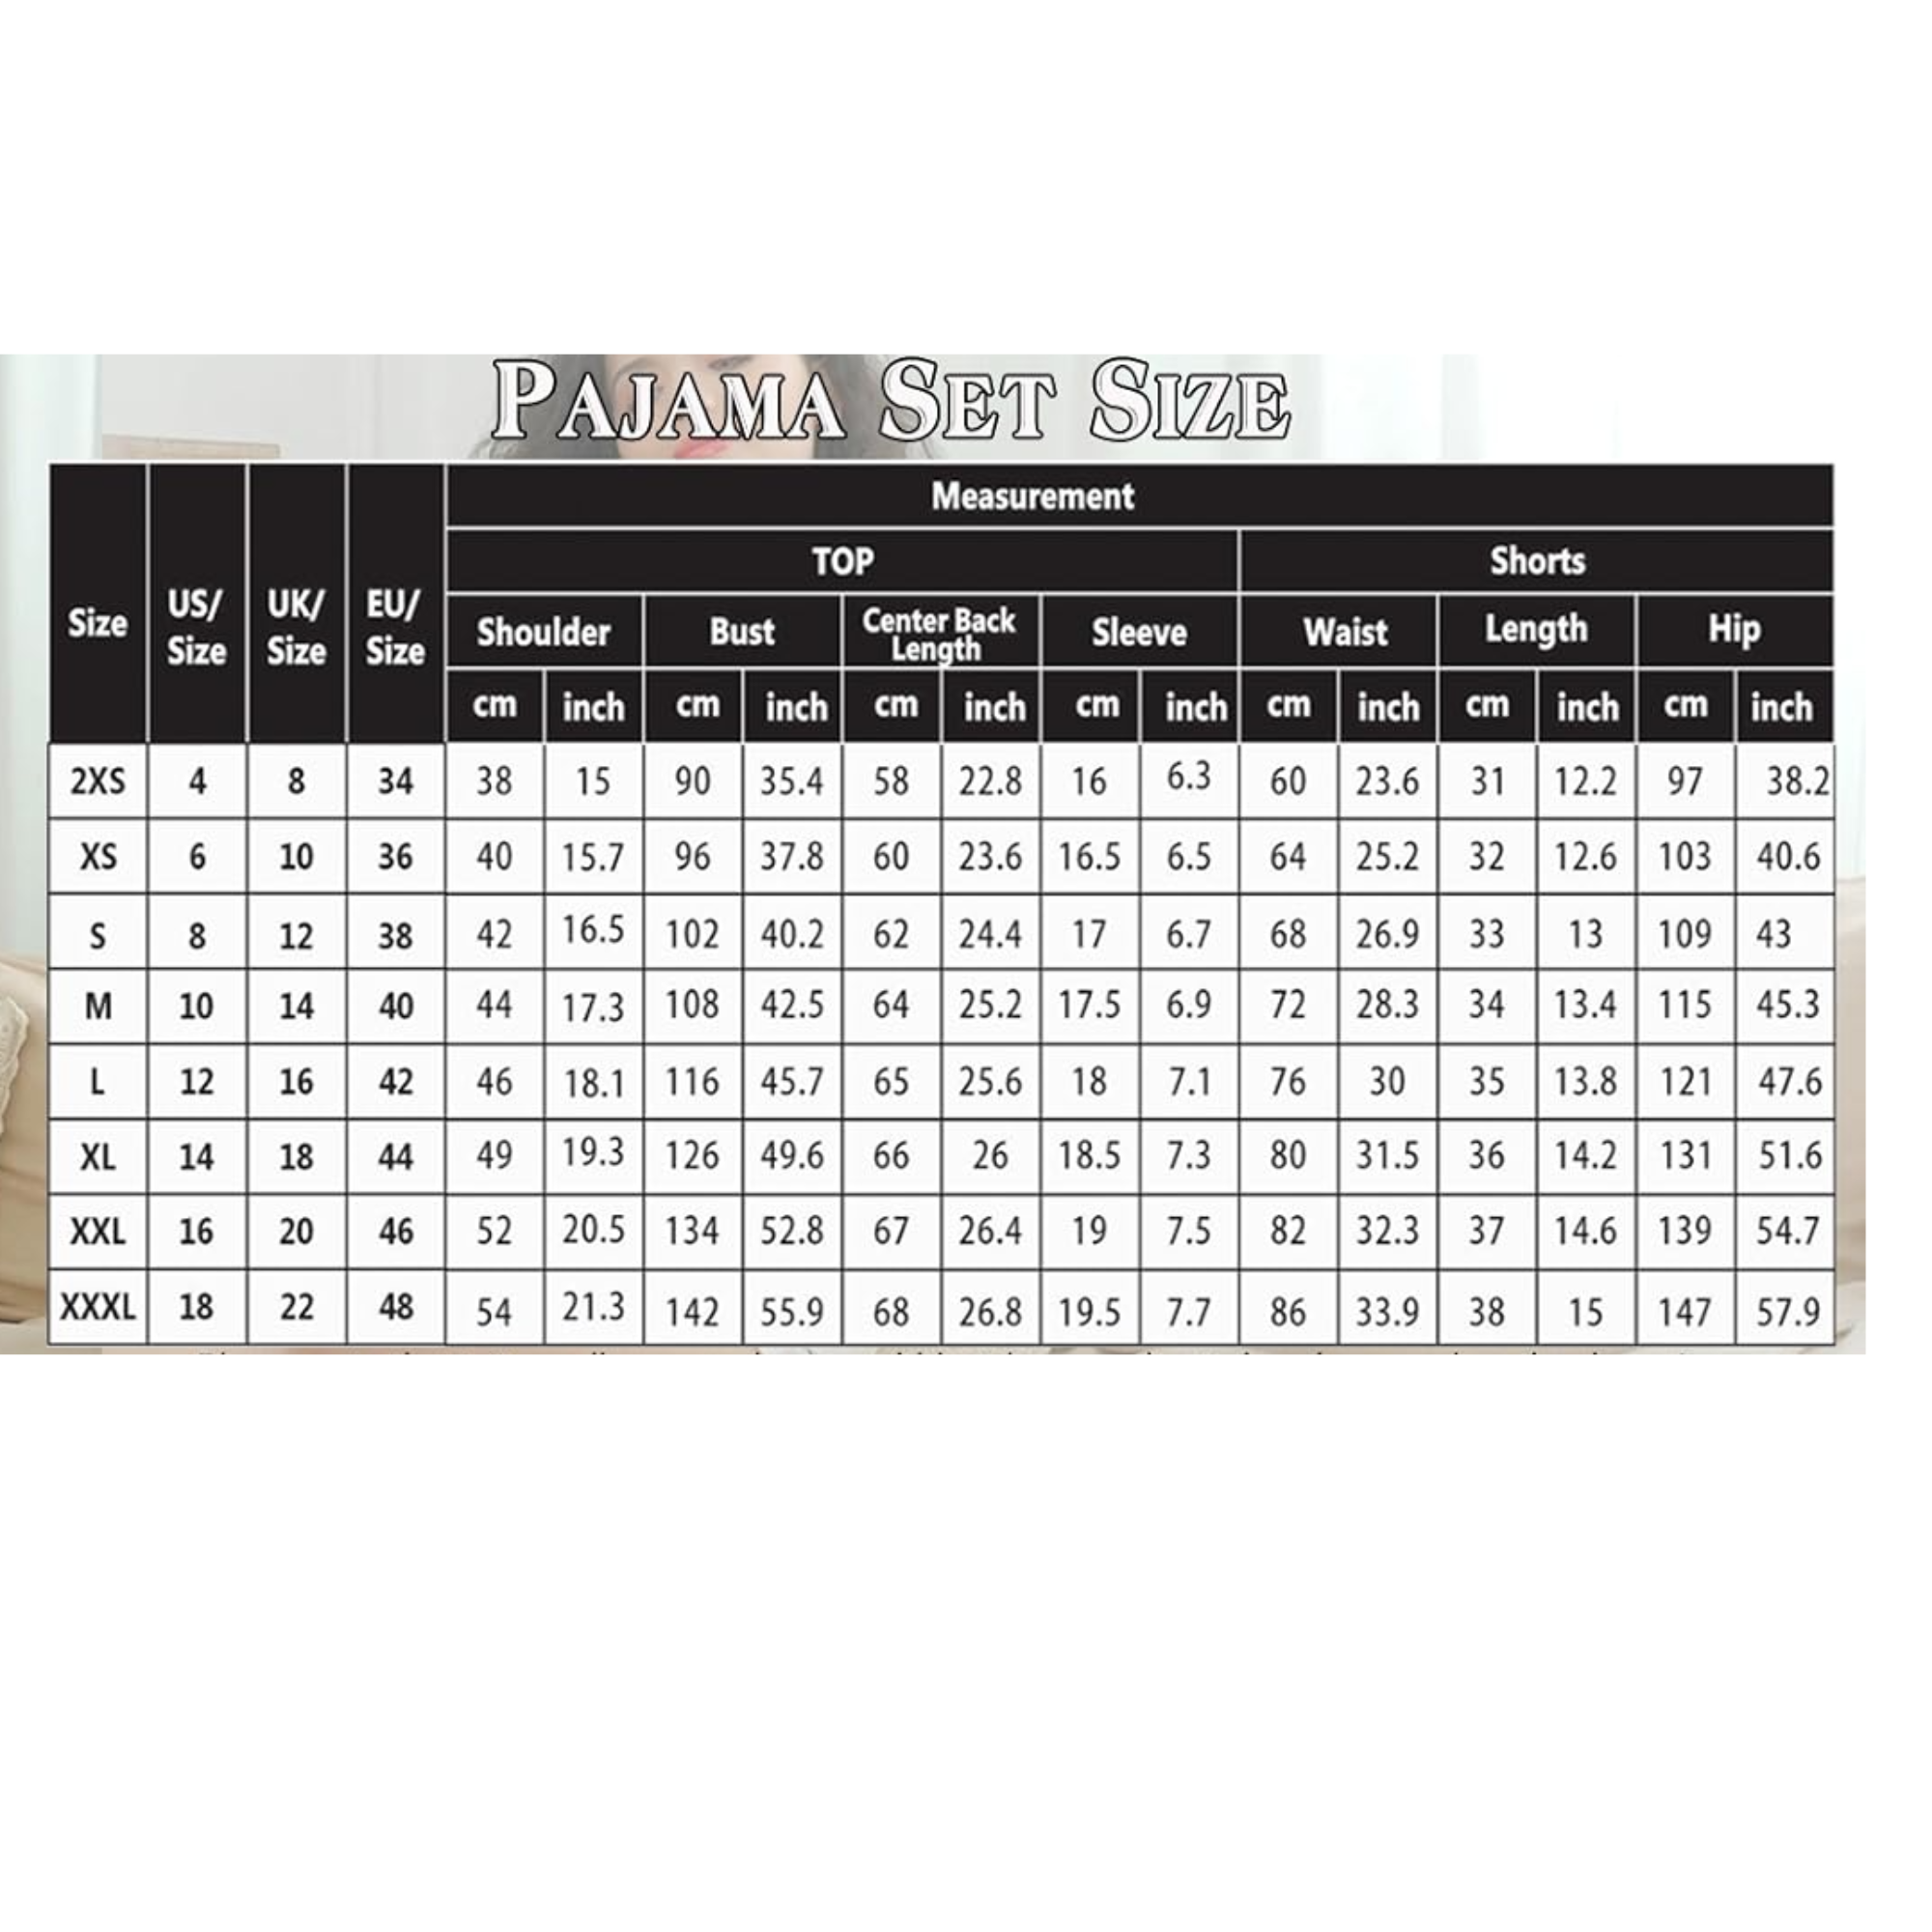 PAJAMA SET SIZE
Size US/ Size UK/ Size EU/ Size Measurement
TOP Shorts
Shoulder Bust Center Back Length Sleeve Waist Length Hip
cm inch cm inch cm inch cm inch cm inch cm inch cm inch
2XS 4 8 34 38 15 90 35.4 58 22.8 16 6.3 60 23.6 31 12.2 97 38.2
XS 6 10 36 40 15.7 96 37.8 60 23.6 16.5 6.5 64 25.2 32 12.6 103 40.6
S 8 12 38 42 16.5 102 40.2 62 24.4 17 6.7 68 26.9 33 13 109 43
M 10 14 40 44 17.3 108 42.5 64 25.2 17.5 6.9 72 28.3 34 13.4 115 45.3
L 12 16 42 46 18.1 116 45.7 65 25.6 18 7.1 76 30 35 13.8 121 47.6
XL 14 18 44 49 19.3 126 49.6 66 26 18.5 7.3 80 31.5 36 14.2 131 51.6
XXL 16 20 46 52 20.5 134 52.8 67 26.4 19 7.5 82 32.3 37 14.6 139 54.7
XXXL 18 22 48 54 21.3 142 55.9 68 26.8 19.5 7.7 86 33.9 38 15 147 57.9